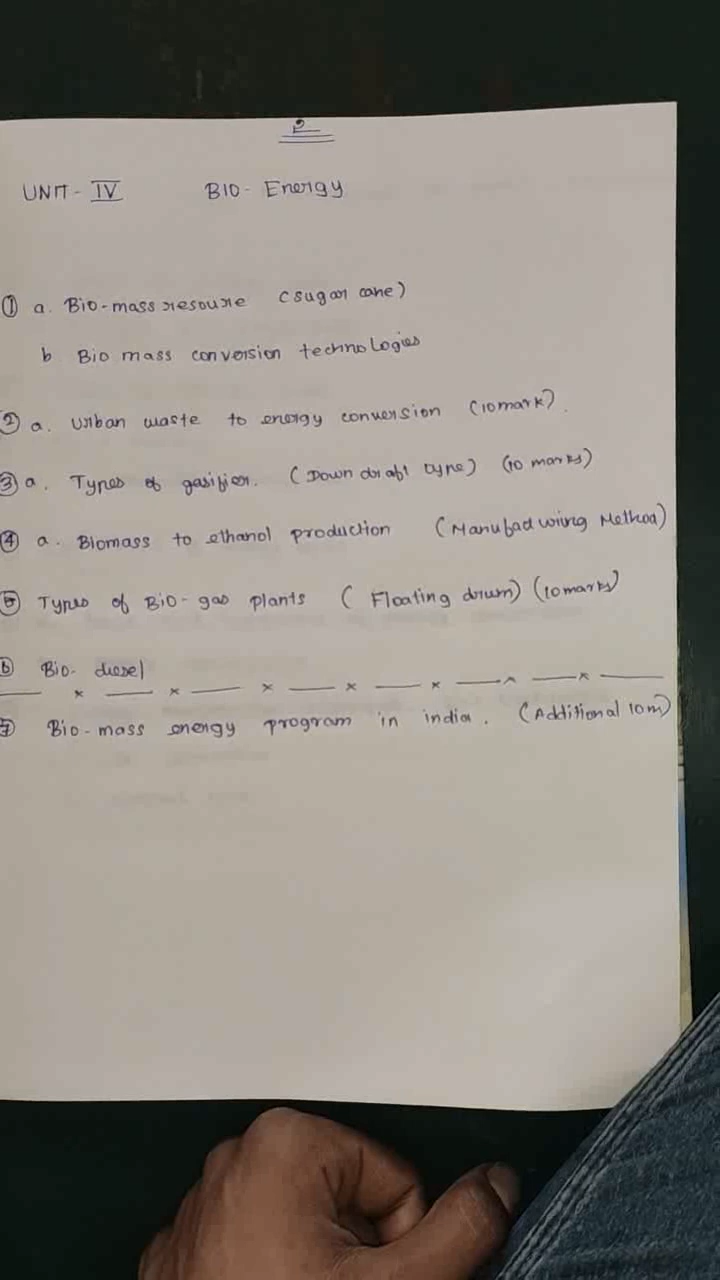 2
UNIT - IV BIO - Energy
① a. Bio-mass resource (sugar cane)
b Bio mass conversion technologies
② a. Urban waste to energy conversion (10mark).
③ a. Types of gasifier. (Down draft type) (10 marks)
④ a. Biomass to ethanol production (Manufacturing Method)
⑤ Types of Bio-gas plants ( Floating drum) (10marks)
⑥ Bio- diesel
⑦ Bio-mass energy program in india. (Additional 10m)